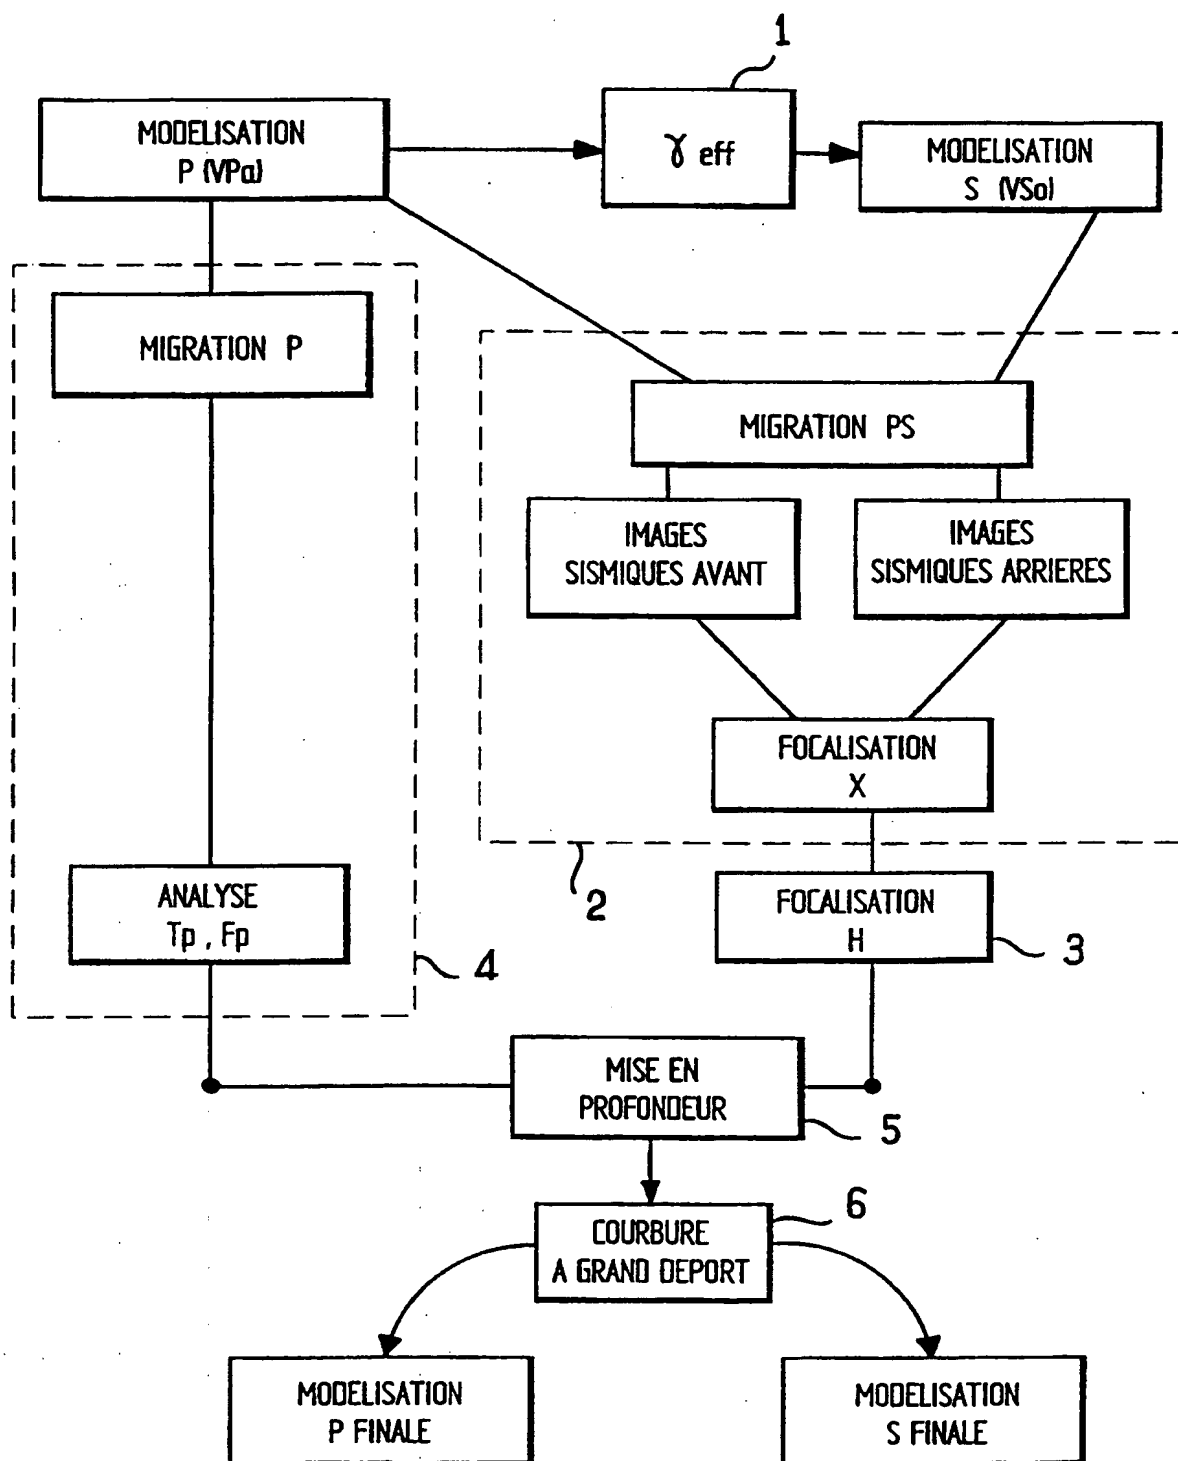 1
MODELISATION
P (VPa)
γ eff
MODELISATION
S (VSo)
MIGRATION P
MIGRATION PS
IMAGES
SISMIQUES AVANT
IMAGES
SISMIQUES ARRIERES
FOCALISATION
X
2
ANALYSE
Tp , Fp
4
FOCALISATION
H
3
MISE EN
PROFONDEUR
5
6
COURBURE
A GRAND DEPORT
MODELISATION
P FINALE
MODELISATION
S FINALE